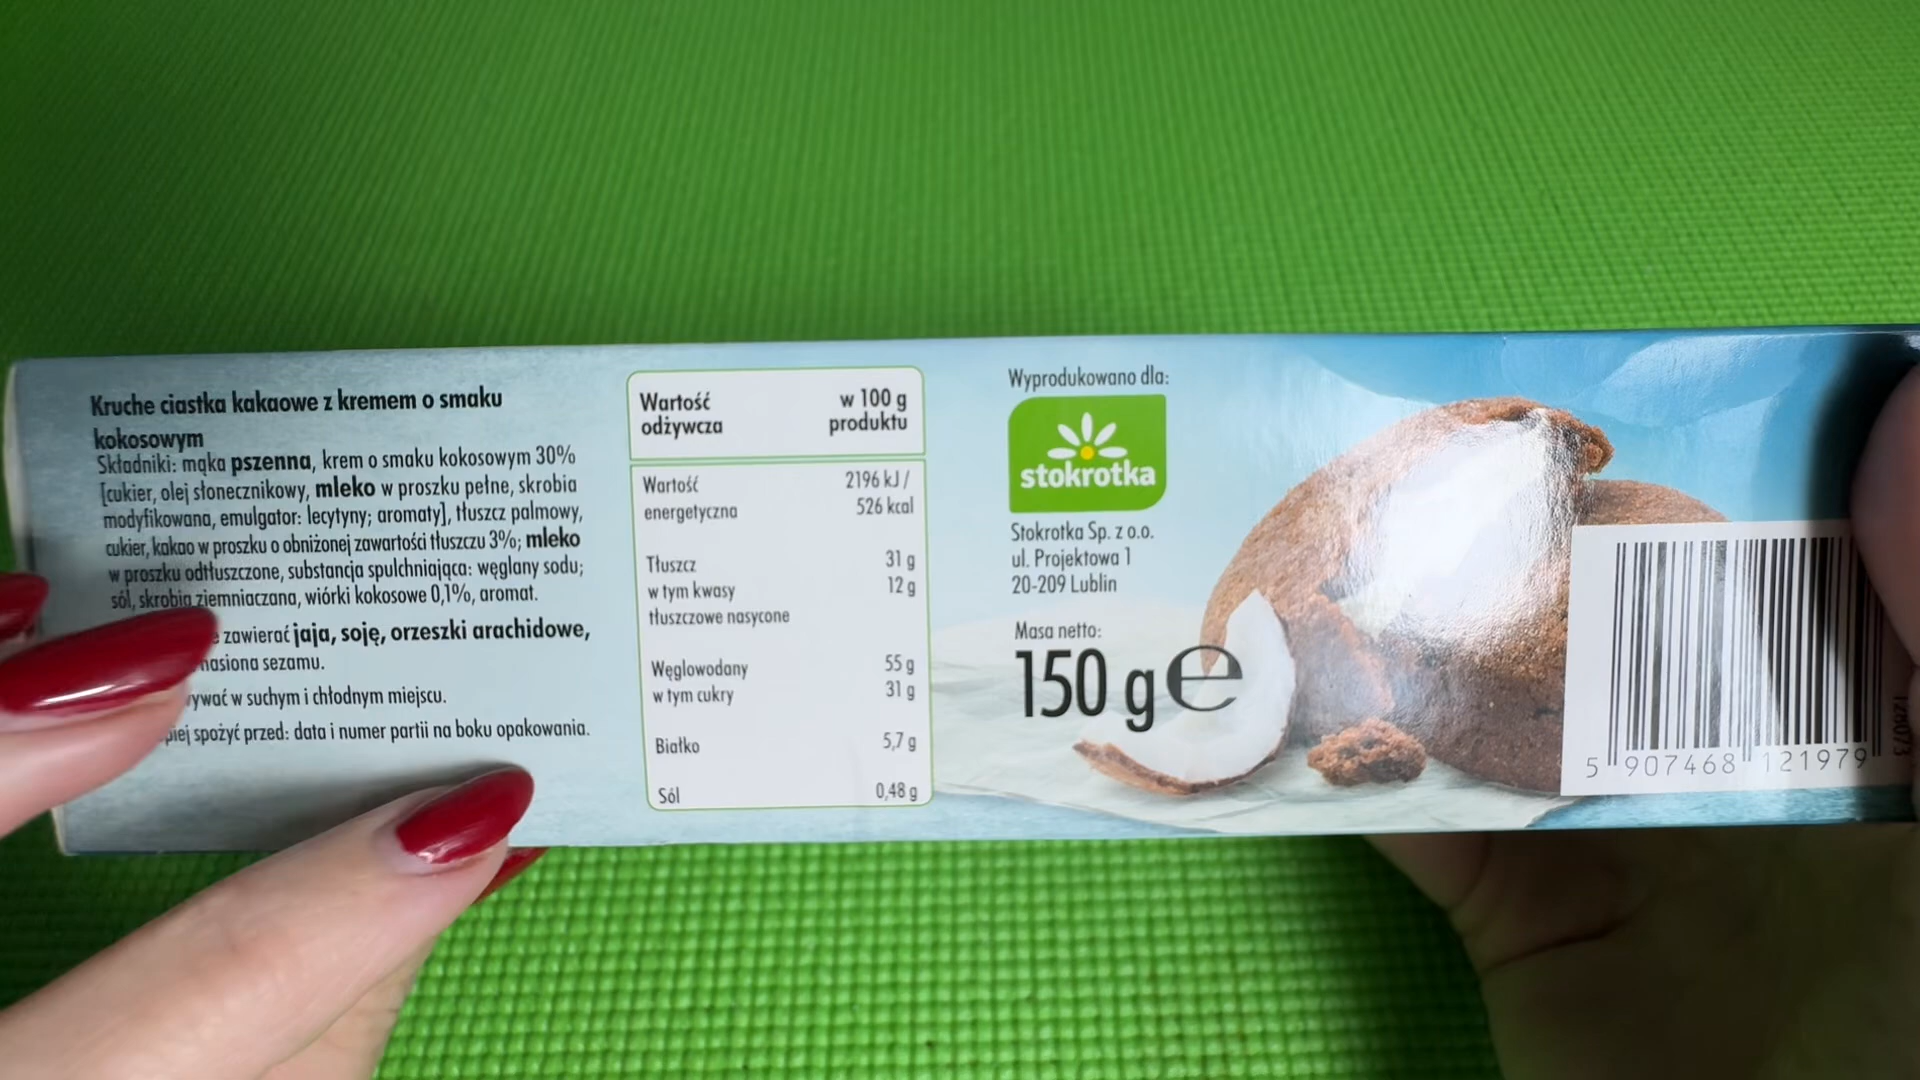 Kruche ciastka kakaowe z kremem o smaku
kokosowym
Składniki: mąka pszenna, krem o smaku kokosowym 30%
[cukier, olej słonecznikowy, mleko w proszku pełne, skrobia
modyfikowana, emulgator: lecytyny; aromaty], tłuszcz palmowy,
cukier, kakao w proszku o obniżonej zawartości tłuszczu 3%; mleko
w proszku odtłuszczone, substancja spulchniająca: węglany sodu;
sól, skrobia ziemniaczana, wiórki kokosowe 0,1%, aromat.
zawierać jaja, soję, orzeszki arachidowe,
nasiona sezamu.
w suchym i chłodnym miejscu.
spożyć przed: data i numer partii na boku opakowania.
Wartość odżywcza
w 100 g produktu
Wartość energetyczna 2196 kJ / 526 kcal
Tłuszcz 31 g
w tym kwasy tłuszczowe nasycone 12 g
Węglowodany 55 g
w tym cukry 31 g
Białko 5,7 g
Sól 0,48 g
Wyprodukowano dla:
stokrotka
Stokrotka Sp. z o.o.
ul. Projektowa 1
20-209 Lublin
Masa netto:
150 g e
5 907468 121979